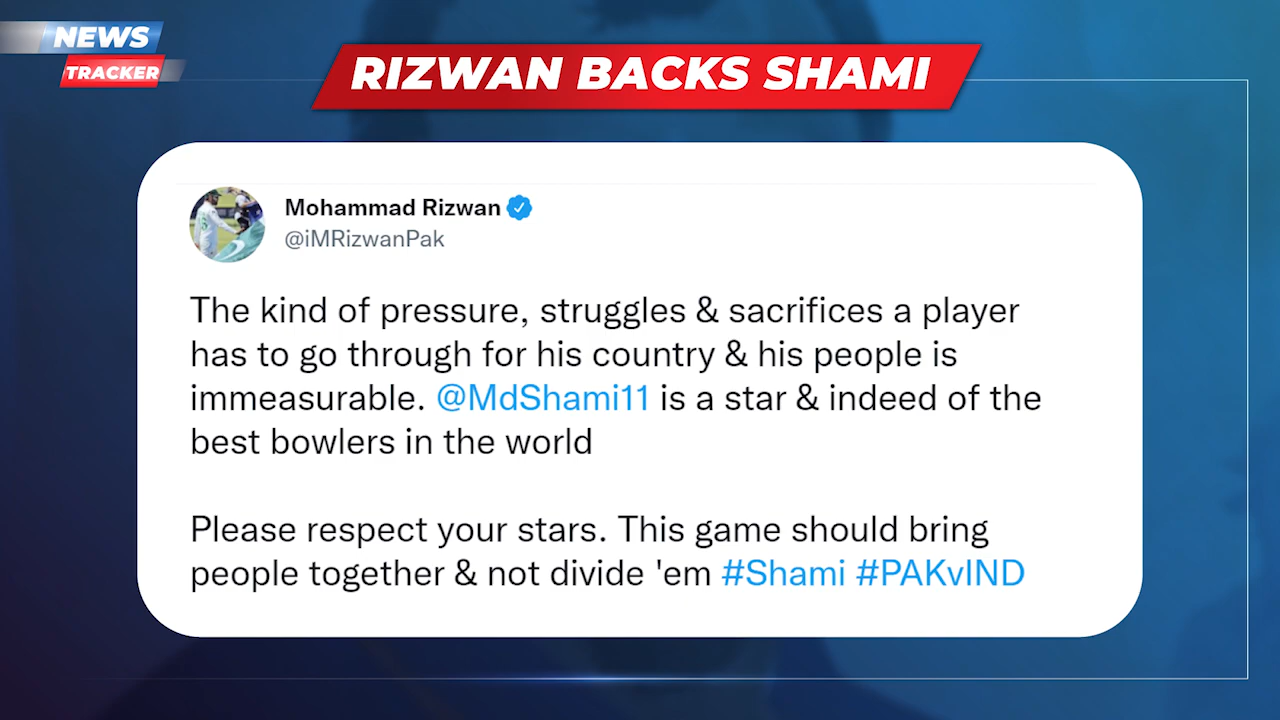 NEWS
TRACKER
RIZWAN BACKS SHAMI
Mohammad Rizwan
@iMRizwanPak
The kind of pressure, struggles & sacrifices a player
has to go through for his country & his people is
immeasurable. @MdShami11 is a star & indeed of the
best bowlers in the world
Please respect your stars. This game should bring
people together & not divide 'em #Shami #PAKvIND